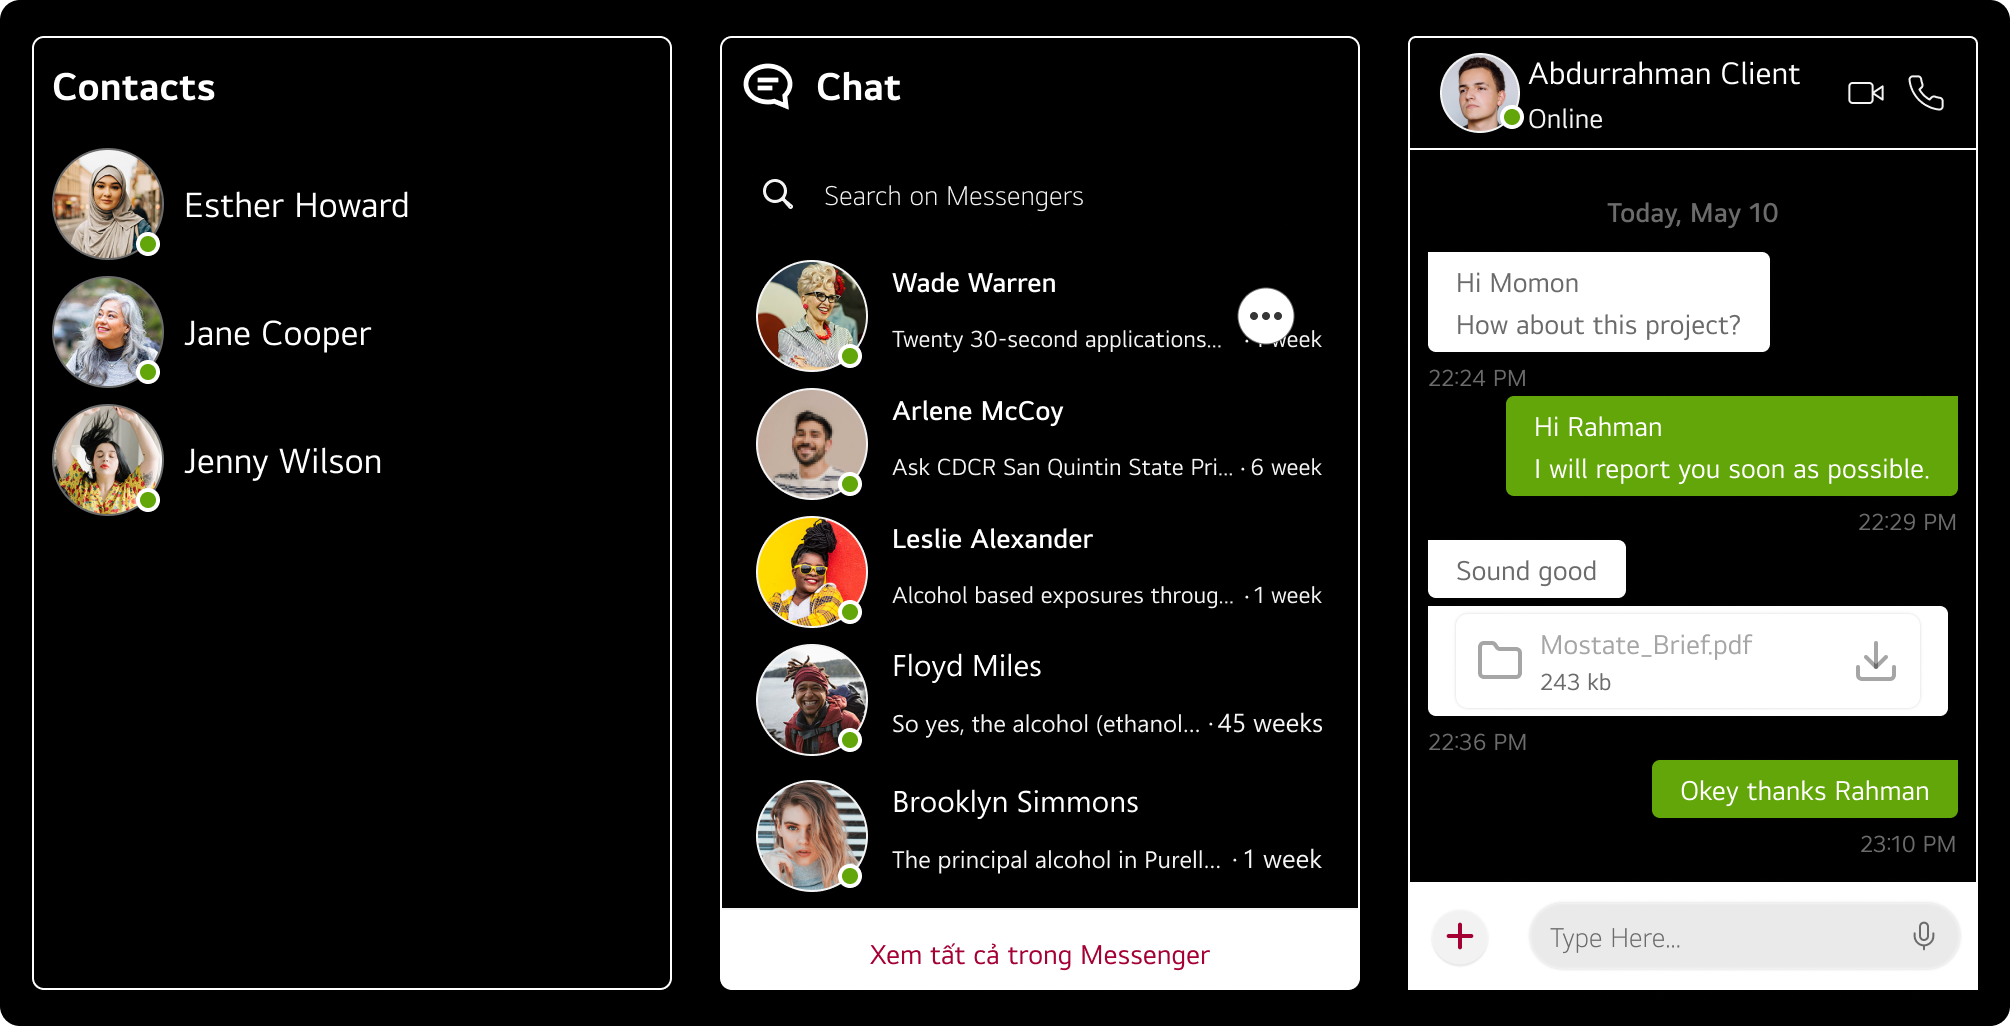 Contacts
Esther Howard
Jane Cooper
Jenny Wilson
Chat
Search on Messengers
Wade Warren
Twenty 30-second applications... · week
Arlene McCoy
Ask CDCR San Quintin State Pri... · 6 week
Leslie Alexander
Alcohol based exposures throug... · 1 week
Floyd Miles
So yes, the alcohol (ethanol... · 45 weeks
Brooklyn Simmons
The principal alcohol in Purell... · 1 week
Xem tất cả trong Messenger
Abdurrahman Client
Online
Today, May 10
Hi Momon
How about this project?
22:24 PM
Hi Rahman
I will report you soon as possible.
22:29 PM
Sound good
Mostate_Brief.pdf
243 kb
22:36 PM
Okey thanks Rahman
23:10 PM
Type Here...